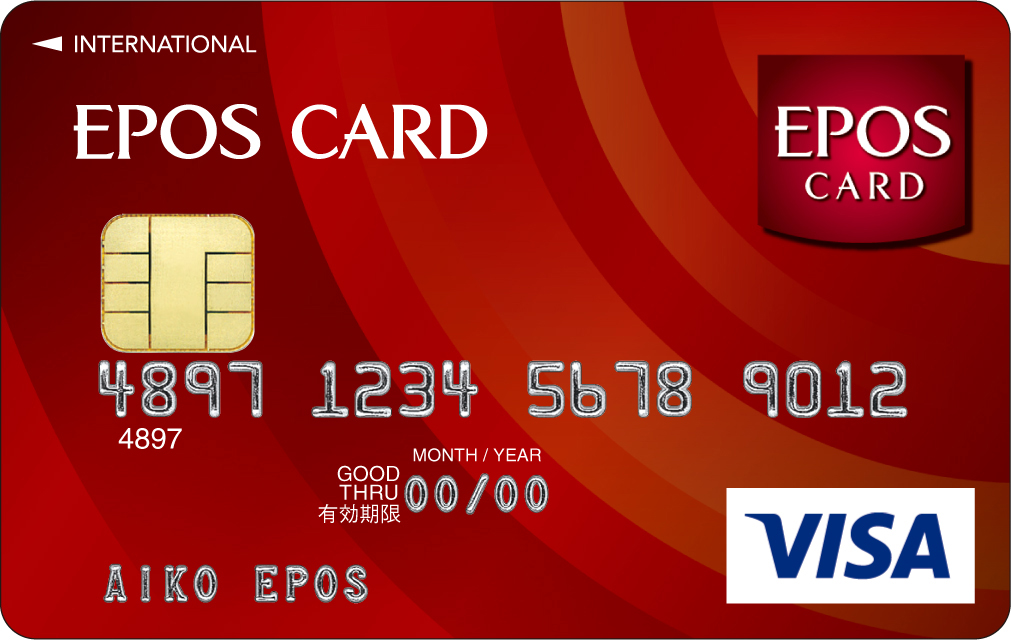 INTERNATIONAL
EPOS CARD
EPOS
CARD
4897 1234 5678 9012
4897
MONTH / YEAR
GOOD
THRU 00/00
有効期限
AIKO EPOS
VISA